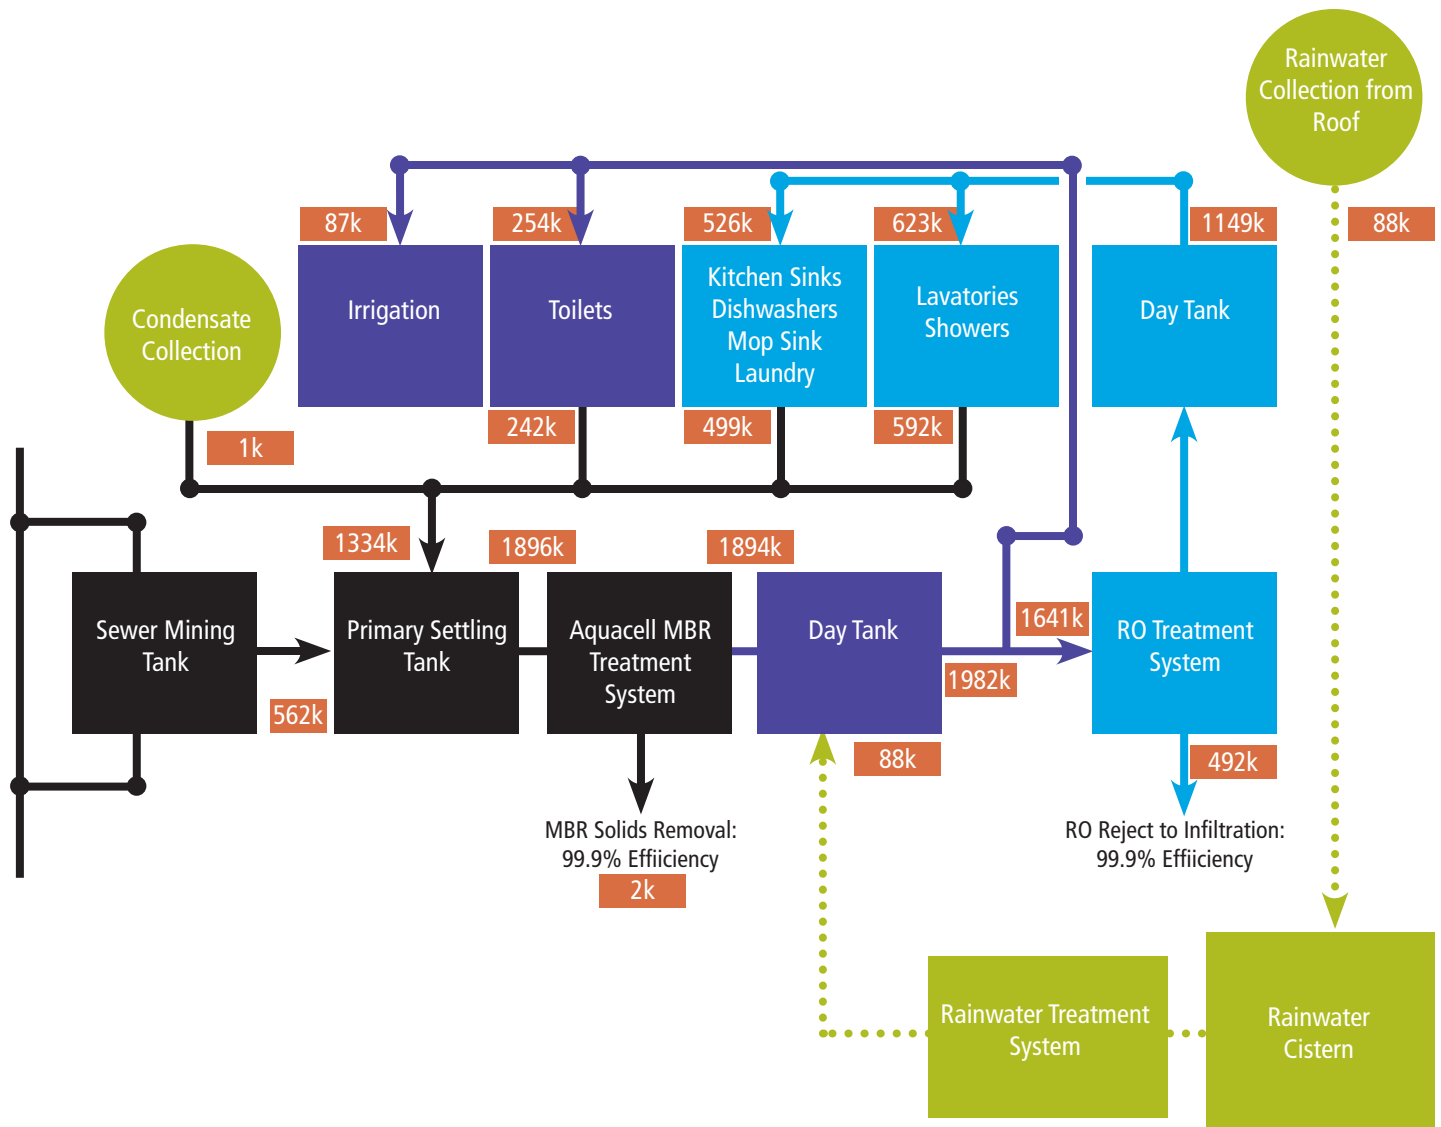 Rainwater
Collection from
Roof
88k
87k
254k
526k
623k
1149k
Condensate
Collection
Irrigation
Toilets
Kitchen Sinks
Dishwashers
Mop Sink
Laundry
Lavatories
Showers
Day Tank
1k
242k
499k
592k
1334k
1896k
1894k
Sewer Mining
Tank
562k
Primary Settling
Tank
Aquacell MBR
Treatment
System
Day Tank
1982k
1641k
RO Treatment
System
88k
492k
MBR Solids Removal:
99.9% Effiiciency
2k
RO Reject to Infiltration:
99.9% Effiiciency
Rainwater Treatment
System
Rainwater
Cistern